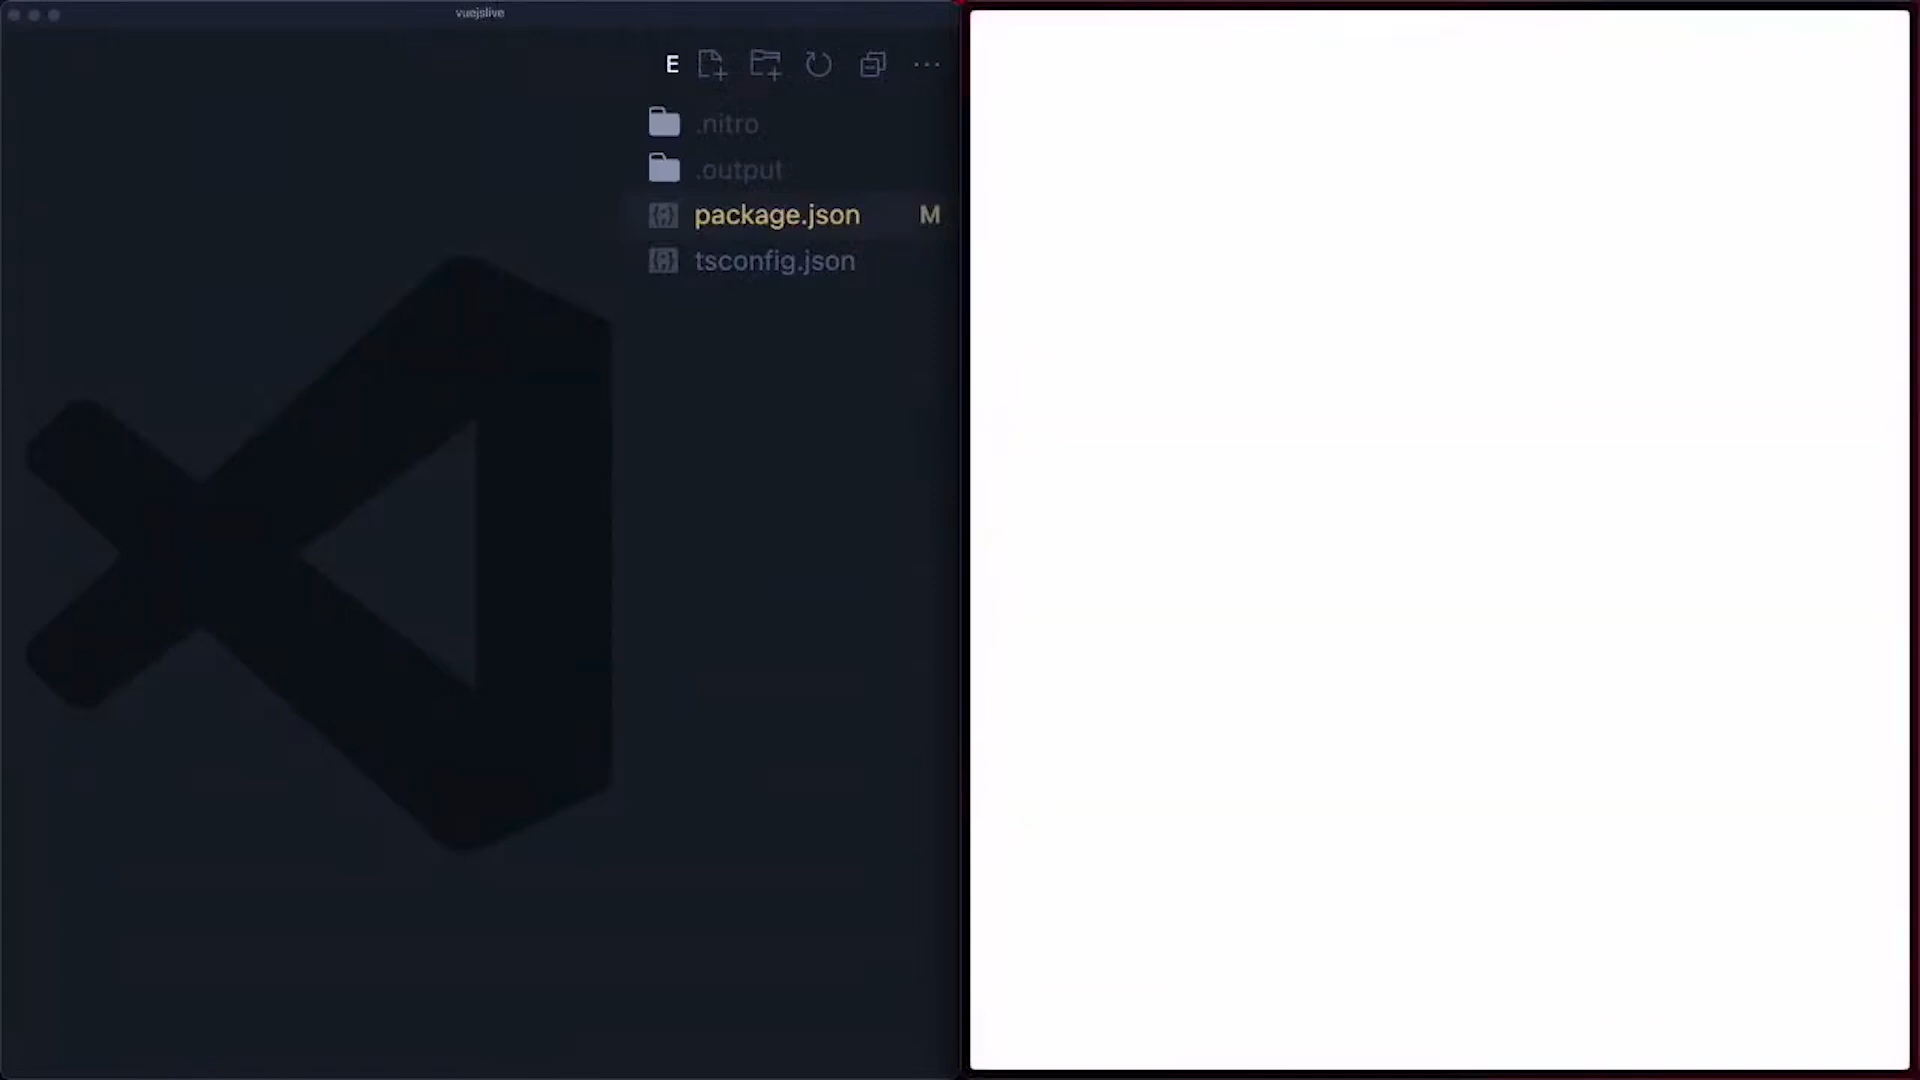 vuejslive
E
.nitro
.output
package.json M
tsconfig.json